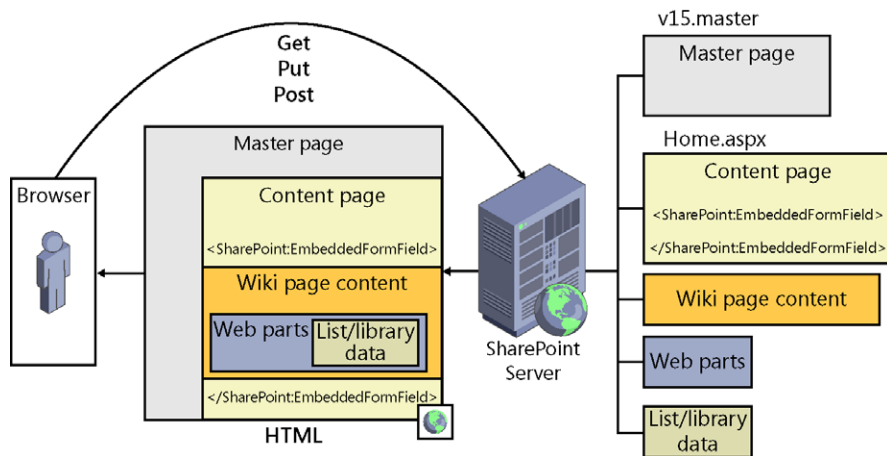 Get
Put
Post
Browser
Master page
Content page
<SharePoint:EmbeddedFormField>
Wiki page content
Web parts
List/library
data
</SharePoint:EmbeddedFormField>
HTML
SharePoint
Server
v15.master
Master page
Home.aspx
Content page
<SharePoint:EmbeddedFormField>
</SharePoint:EmbeddedFormField>
Wiki page content
Web parts
List/library
data